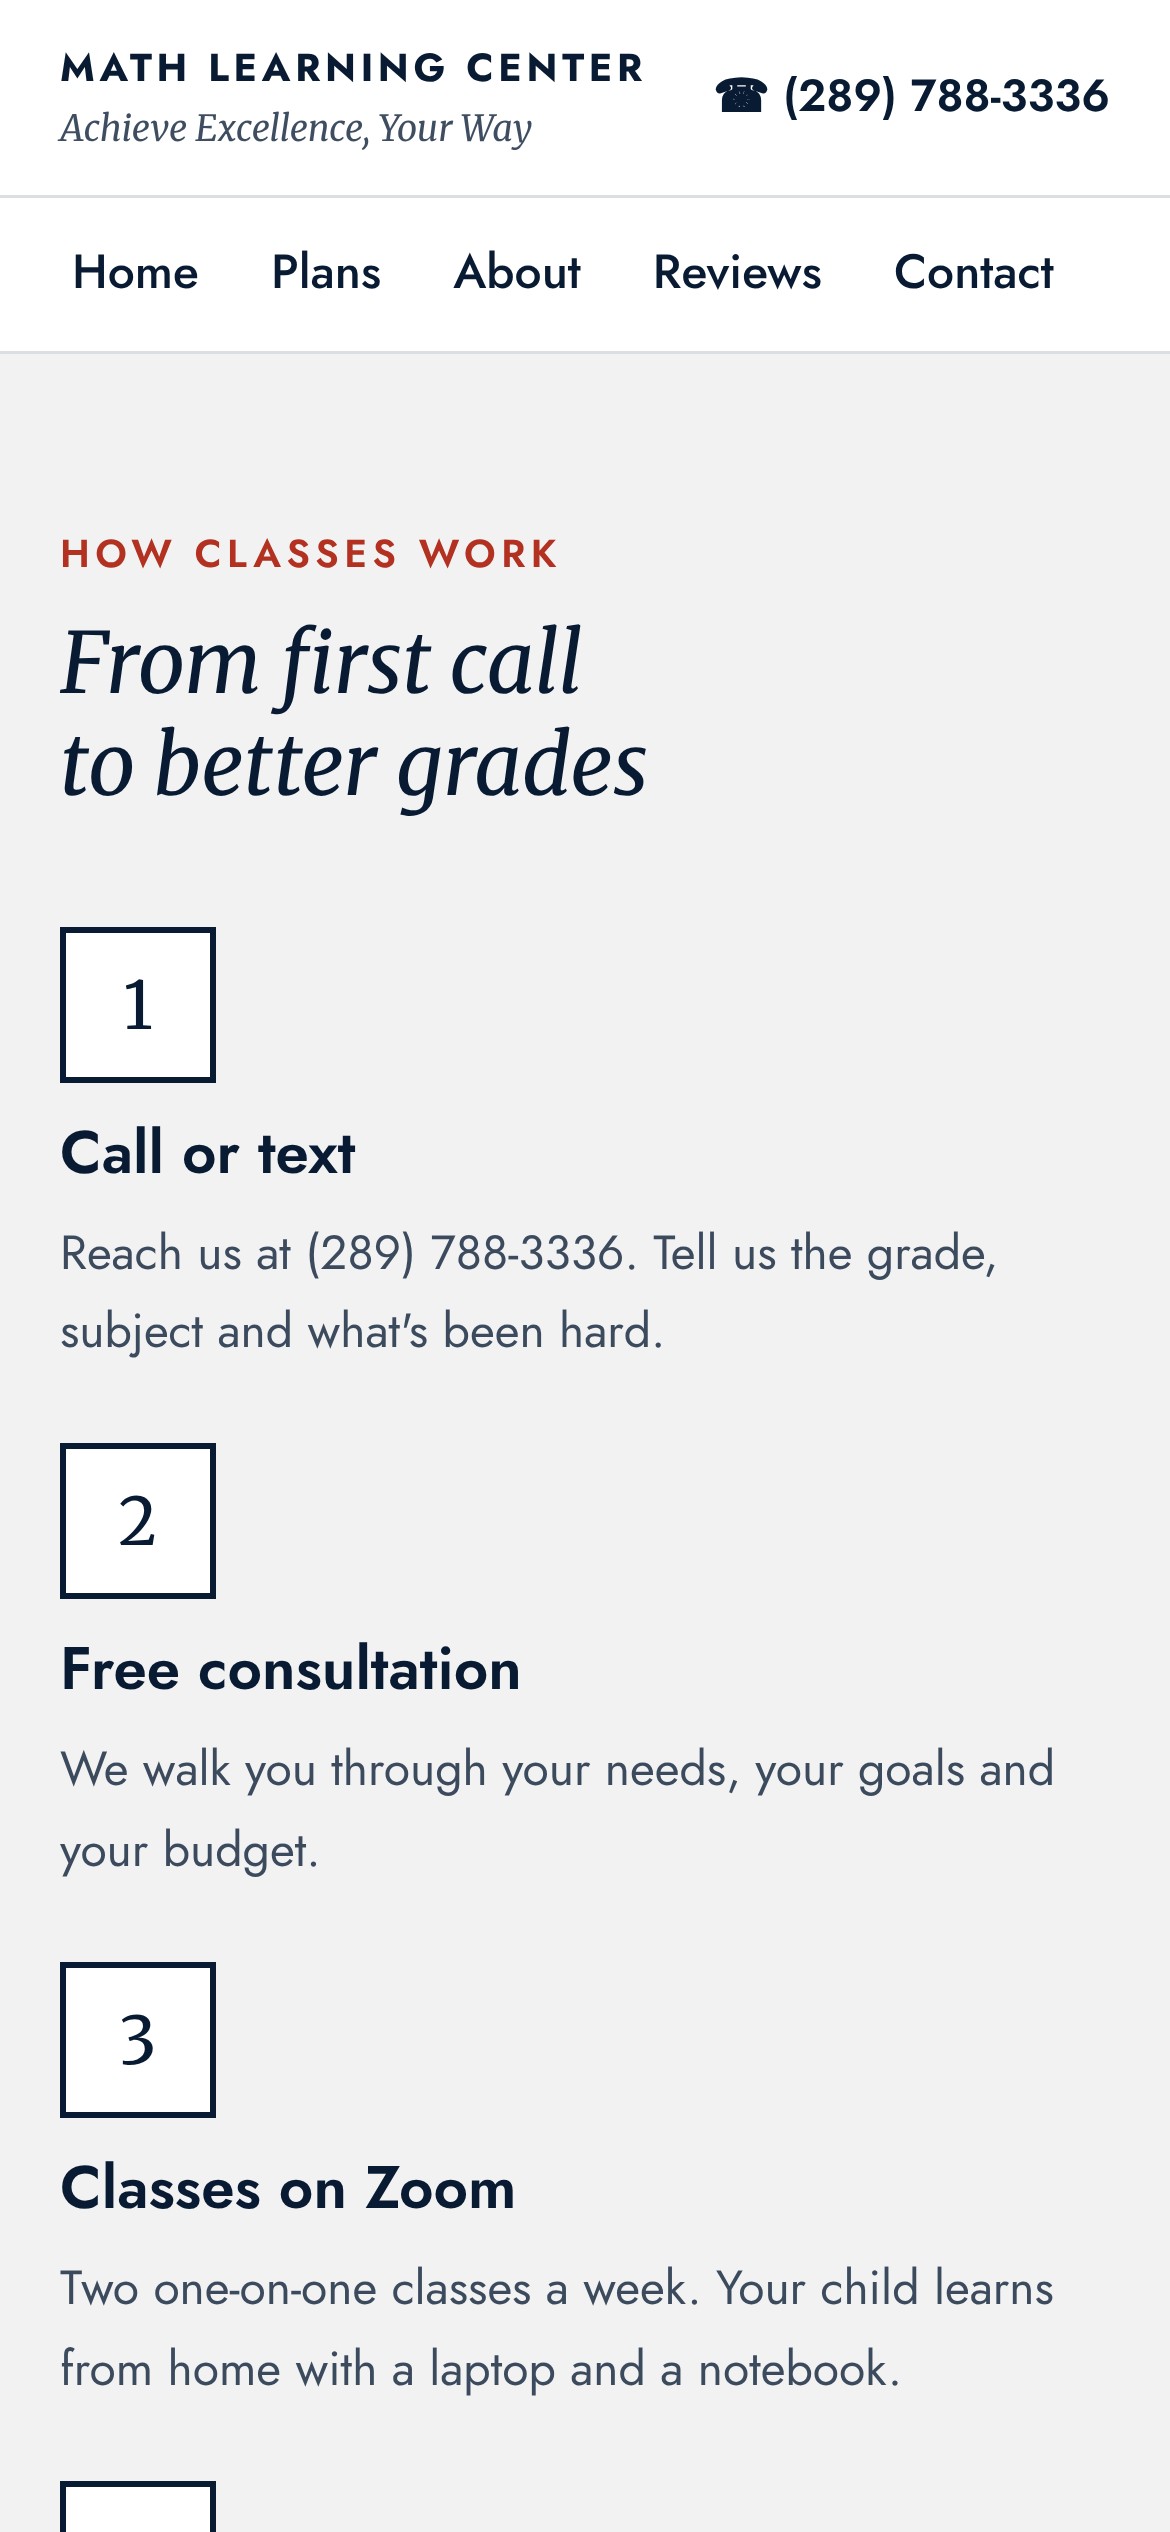 MATH LEARNING CENTER
Achieve Excellence, Your Way
☎ (289) 788-3336
Home Plans About Reviews Contact
HOW CLASSES WORK
From first call
to better grades
1
Call or text
Reach us at (289) 788-3336. Tell us the grade,
subject and what's been hard.
2
Free consultation
We walk you through your needs, your goals and
your budget.
3
Classes on Zoom
Two one-on-one classes a week. Your child learns
from home with a laptop and a notebook.